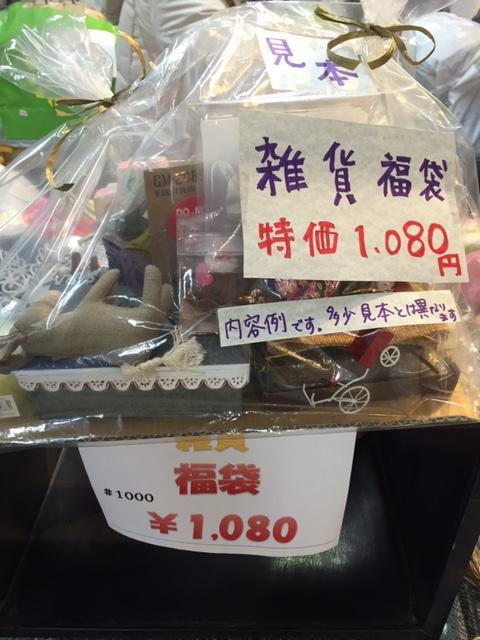 見本
雑貨 福袋
特価 1.080円
内容例です。多少見本とは異なります
雑貨
福袋
#1000
¥1,080